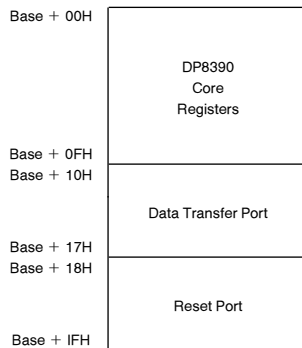 Base + 00H
DP8390
Core
Registers
Base + 0FH
Base + 10H
Data Transfer Port
Base + 17H
Base + 18H
Reset Port
Base + IFH